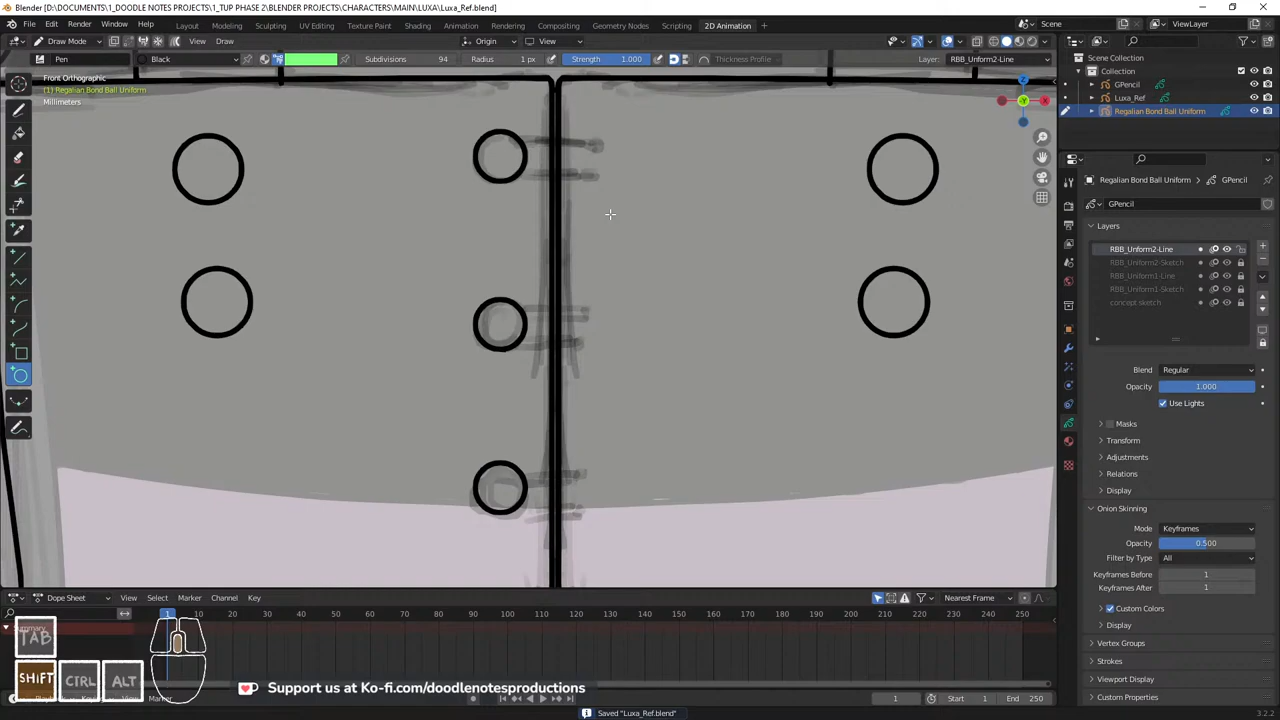 Blender [D:\DOCUMENTS\1_DOODLE NOTES PROJECTS\1_TUP PHASE 2\BLENDER PROJECTS\CHARACTERS\MAIN\LUXA\Luxa_Ref.blend]
File Edit Render Window Help Layout Modeling Sculpting UV Editing Texture Paint Shading Animation Rendering Compositing Geometry Nodes Scripting 2D Animation Scene ViewLayer
Draw Mode View Draw Origin View
Pen Black Subdivisions 94 Radius 1 px Strength 1.000 Thickness Profile Layer: RBB_Unform2-Line
Front Orthographic
(1) Regalian Bond Ball Uniform
Millimeters
Collection
GPencil
Luxa_Ref
Regalian Bond Ball Uniform
Regalian Bond Ball Uniform GPencil
GPencil
Layers
RBB_Unform2-Line
RBB_Uniform2-Sketch
RBB_Uniform1-Line
RBB_Uniform1-Sketch
concept sketch
Blend Regular
Opacity 1.000
Use Lights
Masks
Transform
Adjustments
Relations
Display
Onion Skinning
Mode Keyframes
Opacity 0.500
Filter by Type All
Keyframes Before 1
Keyframes After 1
Custom Colors
Display
Vertex Groups
Strokes
Viewport Display
Custom Properties
Dope Sheet View Select Marker Channel Key Nearest Frame
1 10 20 30 40 50 60 70 80 90 100 110 120 130 140 150 160 170 180 190 200 210 220 230 240 250
Summary
TAB
SHIFT CTRL ALT
Support us at Ko-fi.com/doodlenotesproductions
Marker 1 Start 1 End 250
Saved "Luxa_Ref.blend"
3.2.2